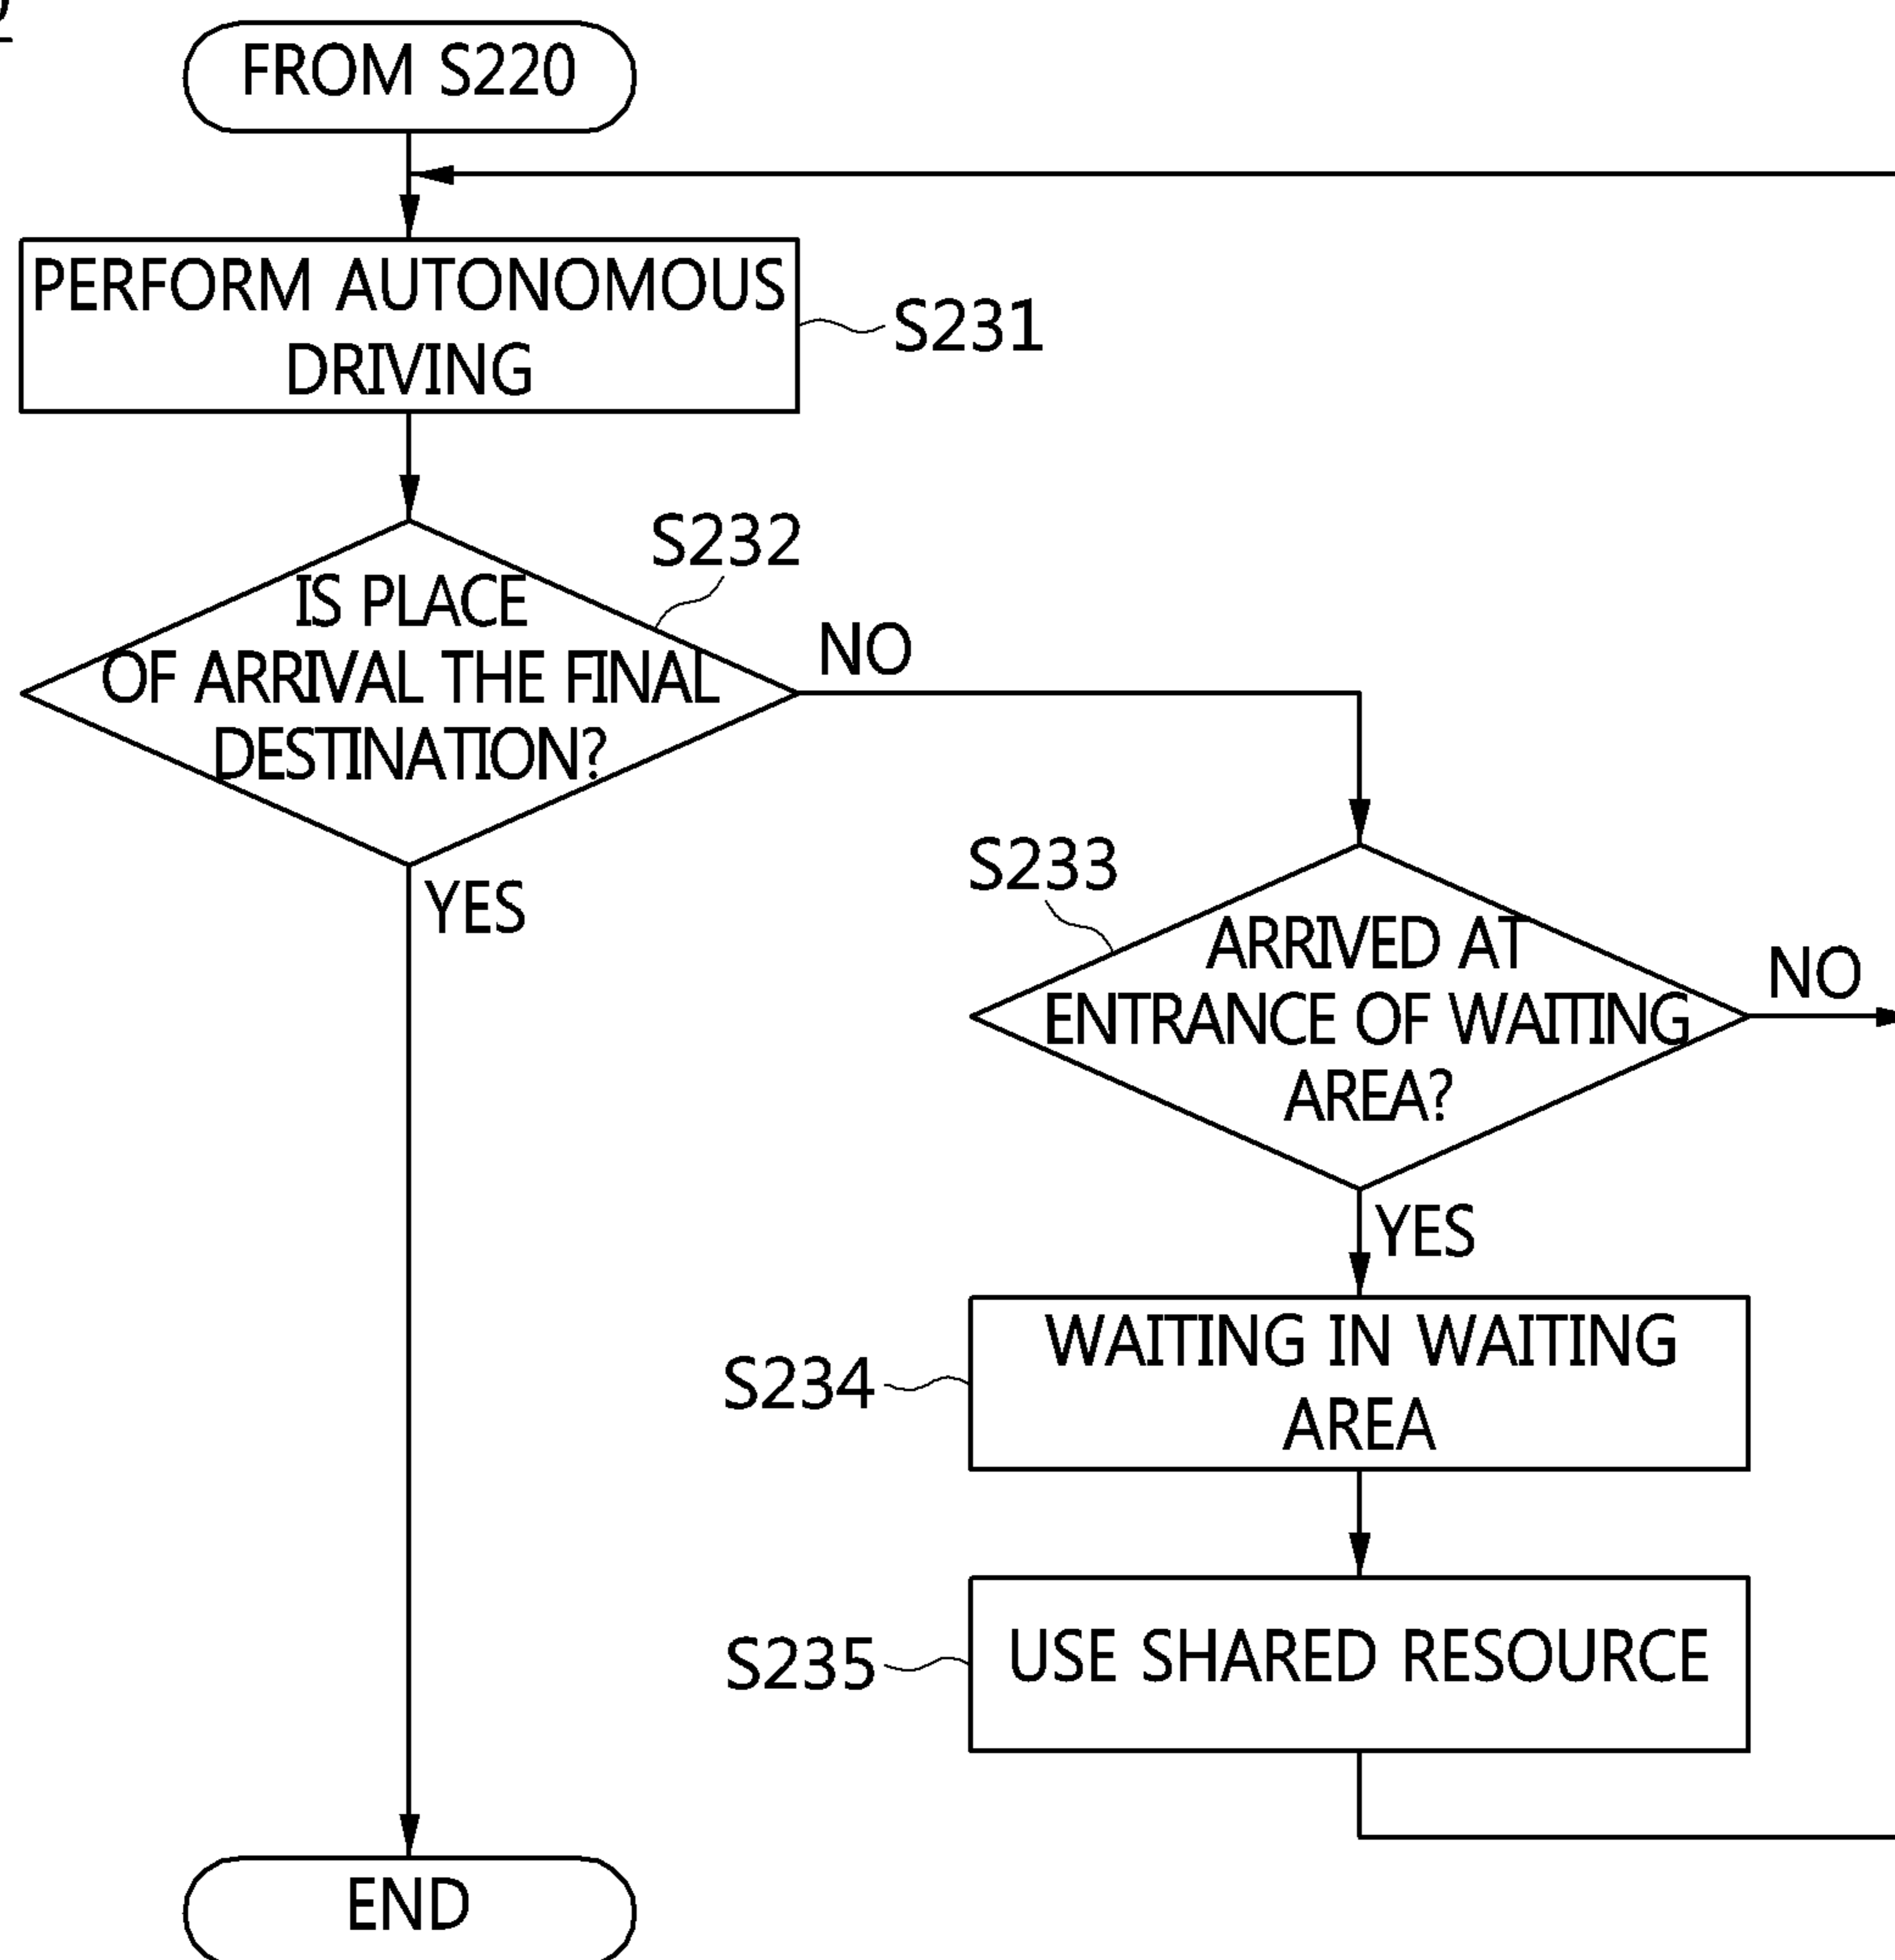 FROM S220
PERFORM AUTONOMOUS
DRIVING
S231
S232
IS PLACE
OF ARRIVAL THE FINAL
DESTINATION?
NO
YES
S233
ARRIVED AT
ENTRANCE OF WAITING
AREA?
NO
YES
WAITING IN WAITING
AREA
S234
S235
USE SHARED RESOURCE
END